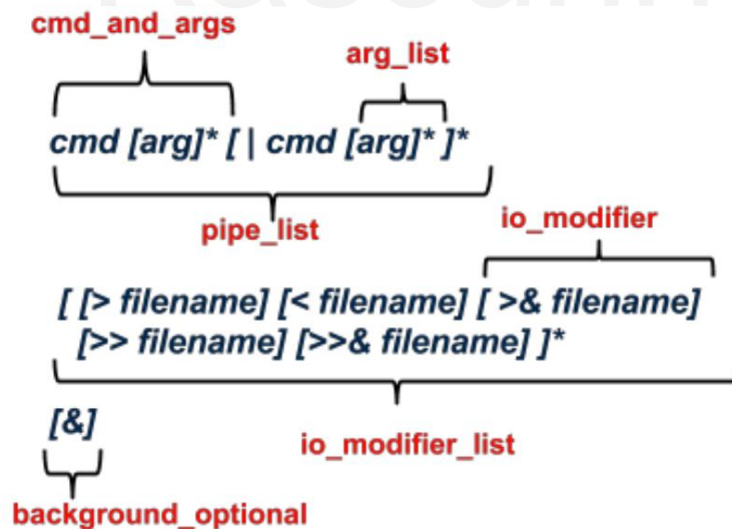 cmd_and_args
arg_list
cmd [arg]* [ | cmd [arg]* ]*
pipe_list
io_modifier
[ [> filename] [< filename] [ >& filename]
[>> filename] [>>& filename] ]*
[&]
io_modifier_list
background_optional